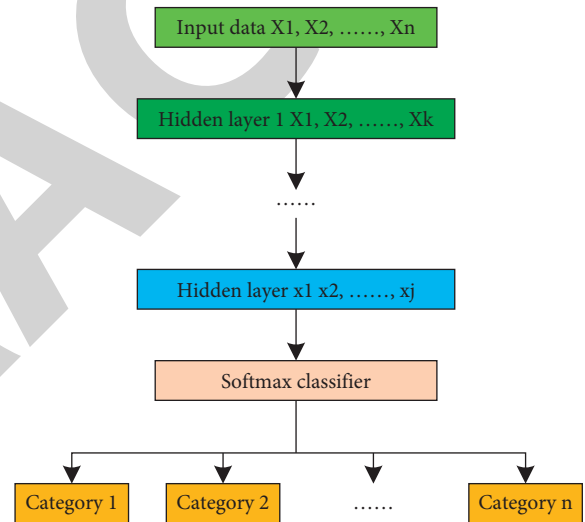 Input data X1, X2, ……, Xn
Hidden layer 1 X1, X2, ……, Xk
……
Hidden layer x1 x2, ……, xj
Softmax classifier
Category 1
Category 2
……
Category n